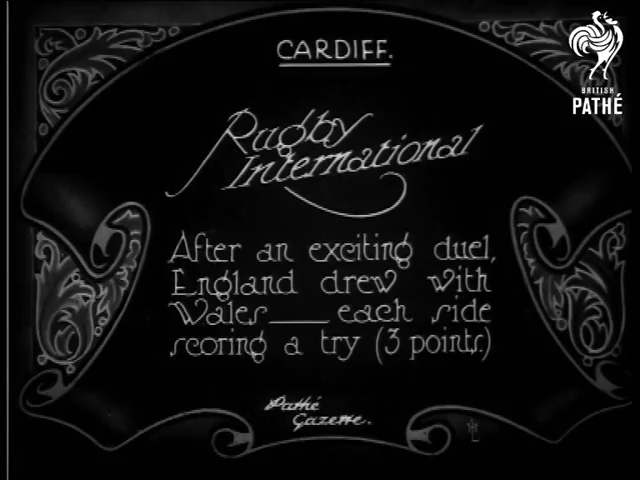 CARDIFF.
BRITISH
PATHÉ
Rugby
International
After an exciting duel,
England drew with
Wales ___ each side
scoring a try (3 points.)
Pathé
Gazette.